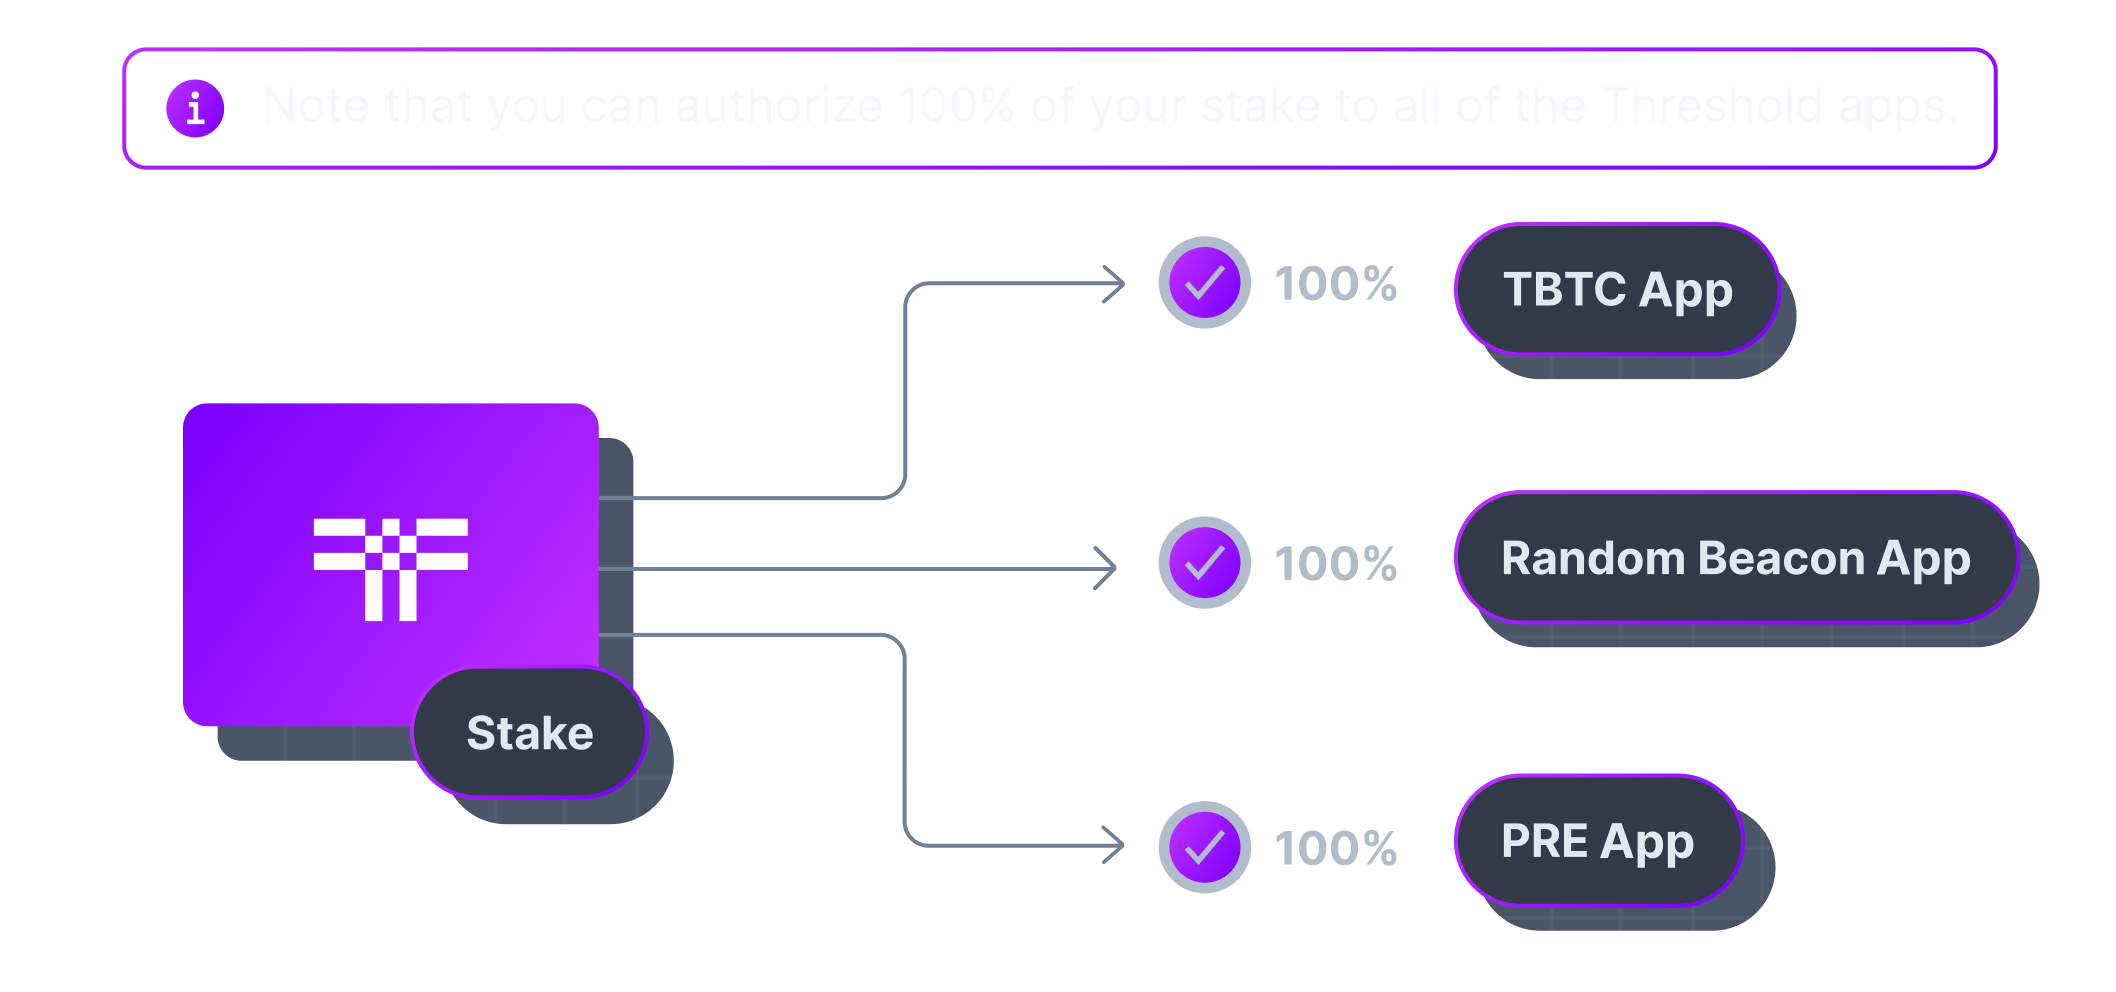 Note that you can authorize 100% of your stake to all of the Threshold apps.
100%
TBTC App
100%
Random Beacon App
Stake
100%
PRE App